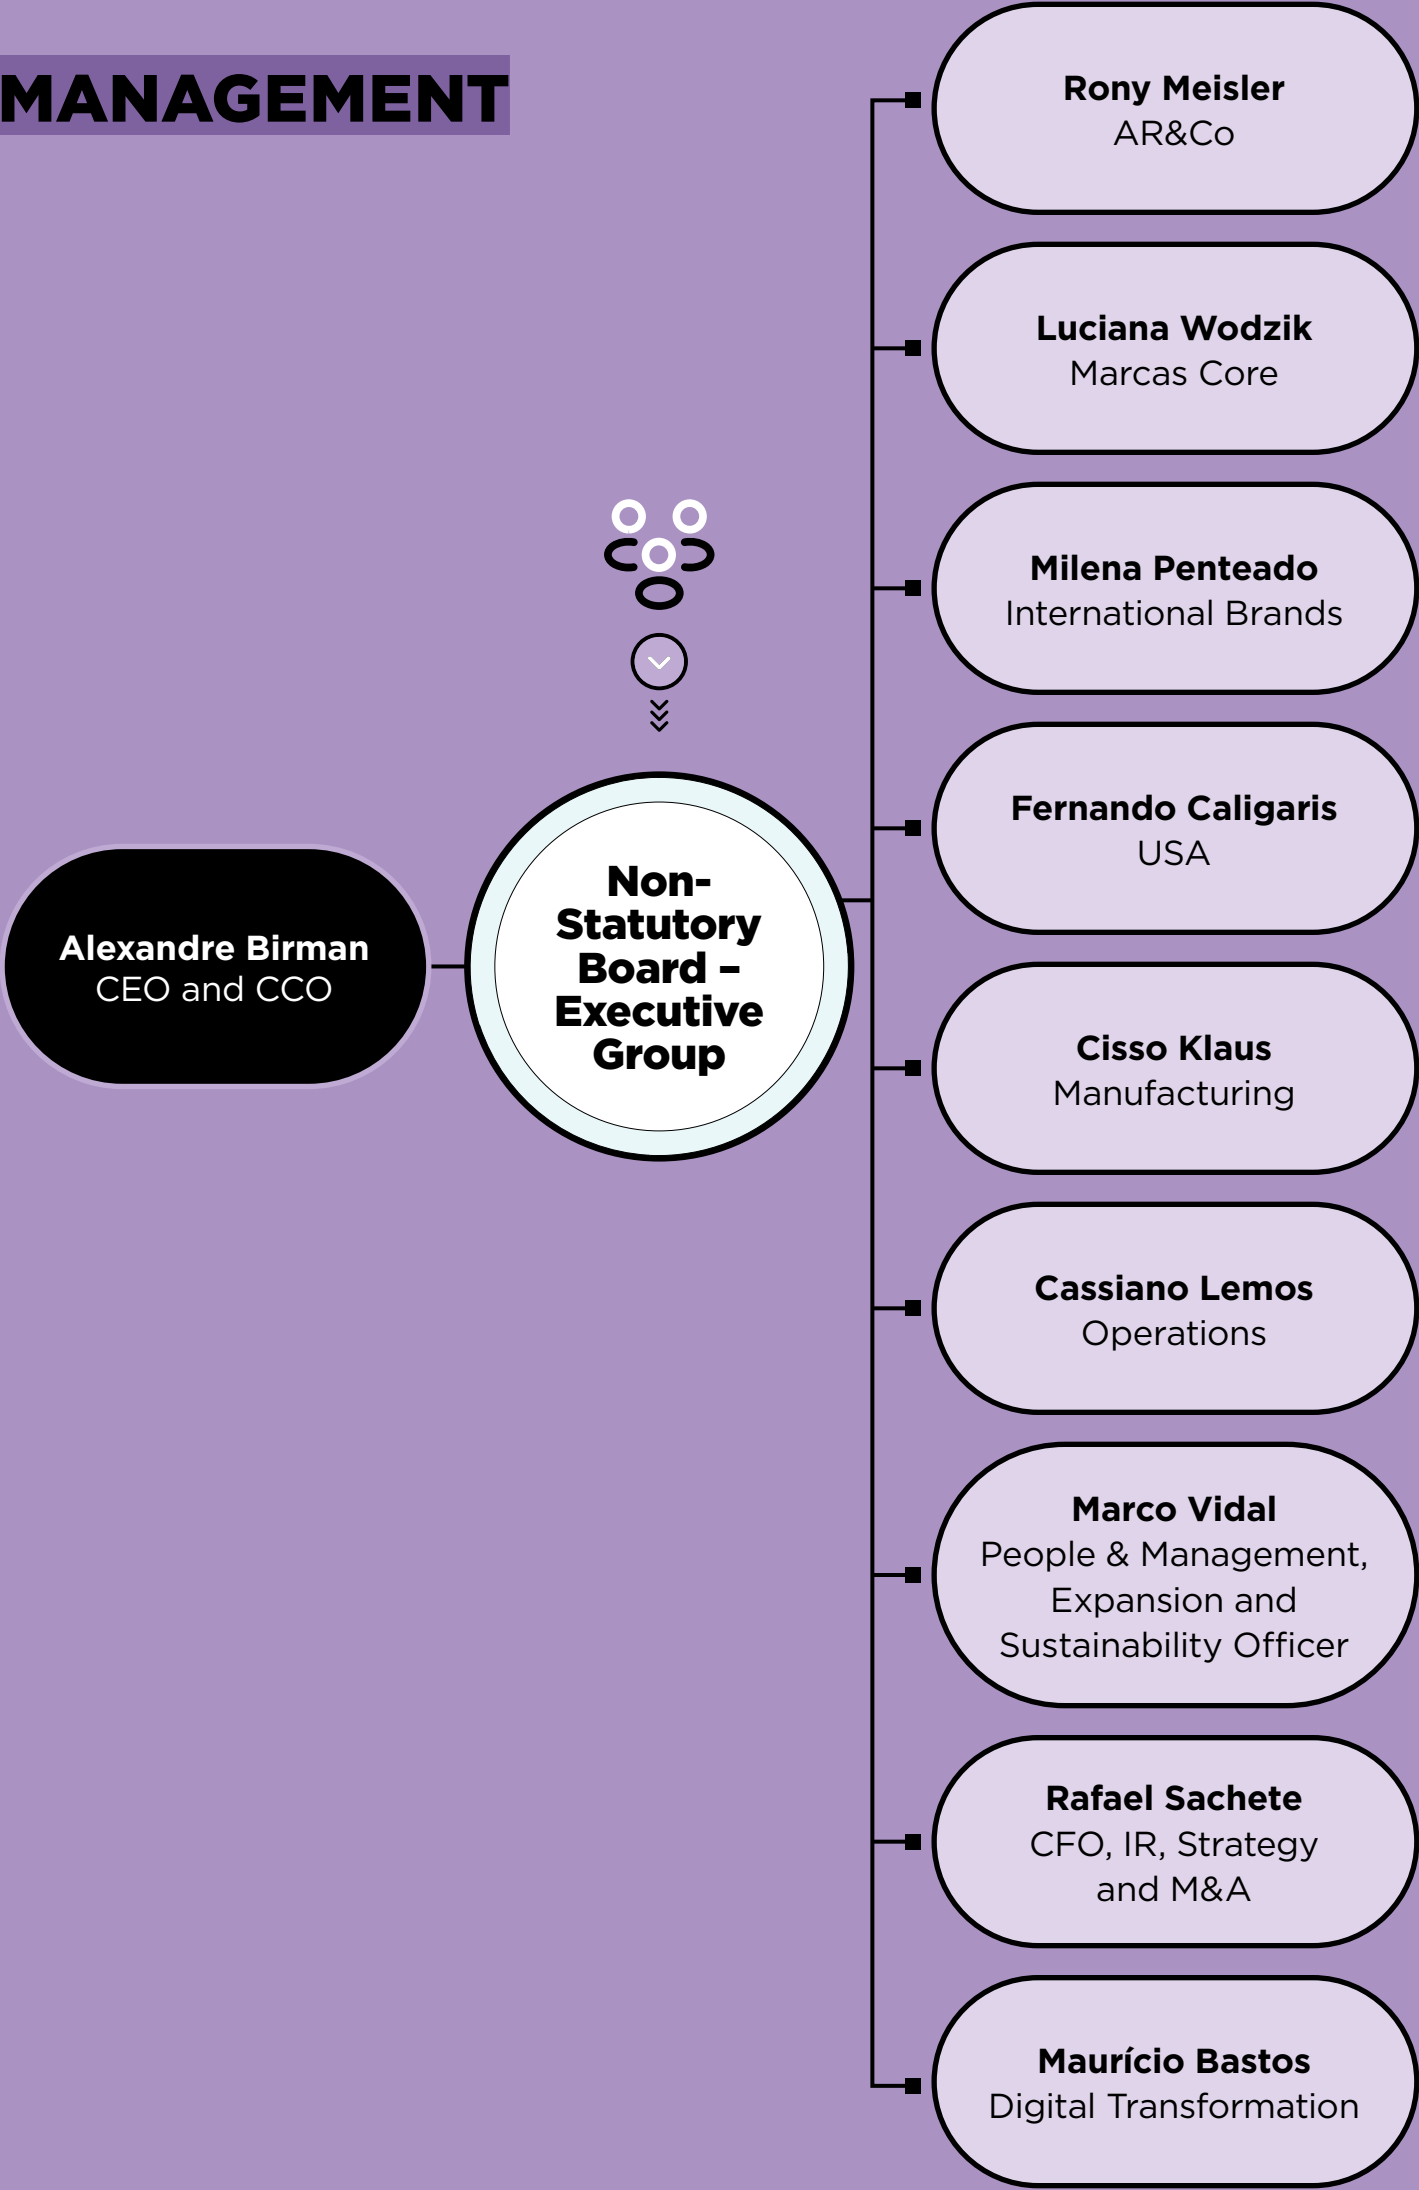 MANAGEMENT
Alexandre Birman
CEO and CCO
Non-
Statutory
Board –
Executive
Group
Rony Meisler
AR&Co
Luciana Wodzik
Marcas Core
Milena Penteado
International Brands
Fernando Caligaris
USA
Cisso Klaus
Manufacturing
Cassiano Lemos
Operations
Marco Vidal
People & Management,
Expansion and
Sustainability Officer
Rafael Sachete
CFO, IR, Strategy
and M&A
Maurício Bastos
Digital Transformation